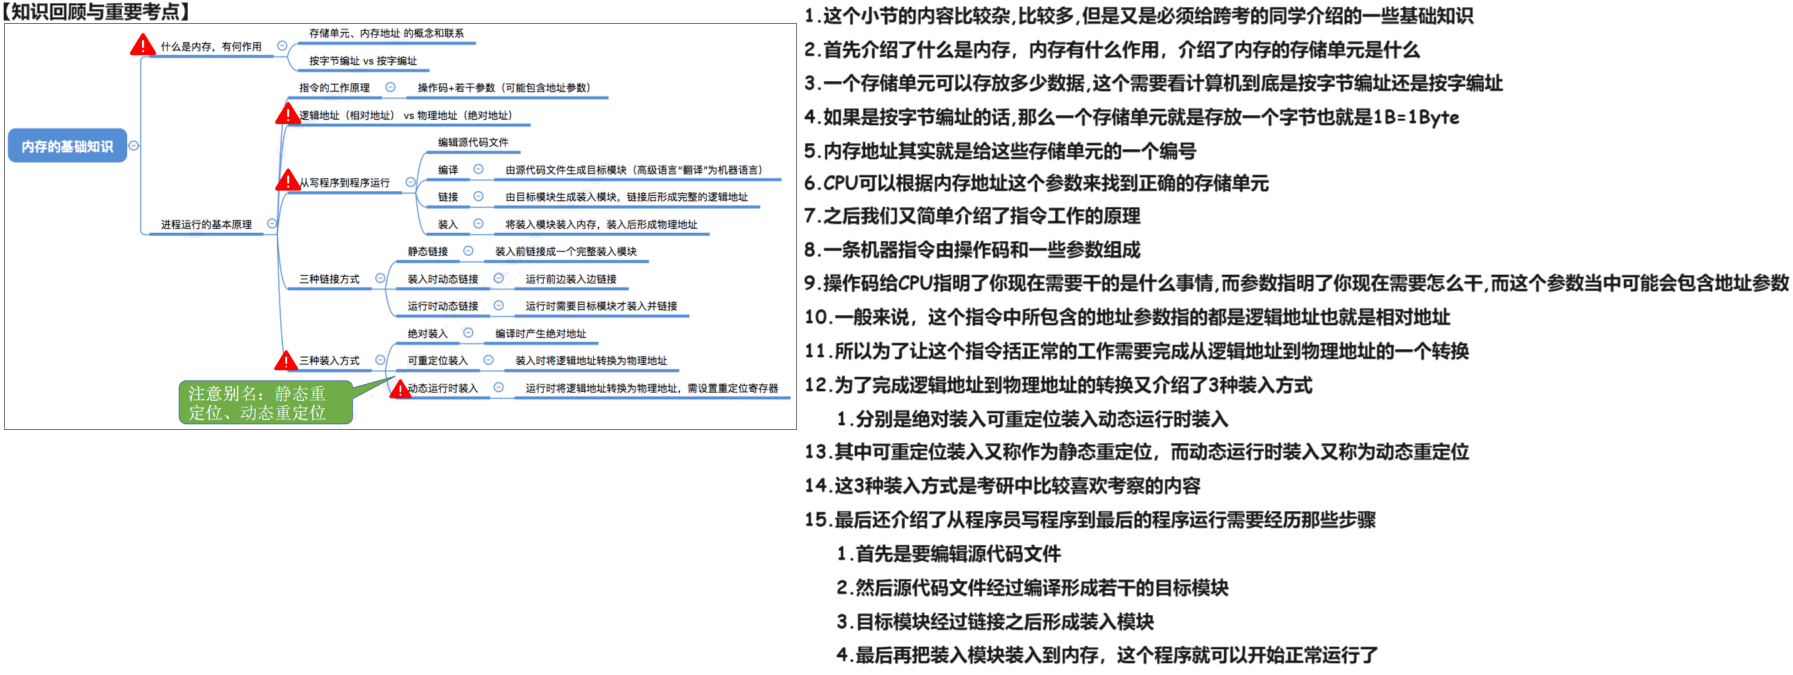 【知识回顾与重要考点】
内存的基础知识
什么是内存，有何作用
存储单元、内存地址 的概念和联系
按字节编址 vs 按字编址
进程运行的基本原理
指令的工作原理
操作码+若干参数（可能包含地址参数）
逻辑地址（相对地址） vs 物理地址（绝对地址）
从写程序到程序运行
编辑源代码文件
编译
由源代码文件生成目标模块（高级语言“翻译”为机器语言）
链接
由目标模块生成装入模块，链接后形成完整的逻辑地址
装入
将装入模块装入内存，装入后形成物理地址
三种链接方式
静态链接
装入前链接成一个完整装入模块
装入时动态链接
运行前边装入边链接
运行时动态链接
运行时需要目标模块才装入并链接
三种装入方式
绝对装入
编译时产生绝对地址
可重定位装入
装入时将逻辑地址转换为物理地址
动态运行时装入
运行时将逻辑地址转换为物理地址，需设置重定位寄存器
注意别名：静态重
定位、动态重定位
1.这个小节的内容比较杂,比较多,但是又是必须给跨考的同学介绍的一些基础知识
2.首先介绍了什么是内存，内存有什么作用，介绍了内存的存储单元是什么
3.一个存储单元可以存放多少数据,这个需要看计算机到底是按字节编址还是按字编址
4.如果是按字节编址的话,那么一个存储单元就是存放一个字节也就是1B=1Byte
5.内存地址其实就是给这些存储单元的一个编号
6.CPU可以根据内存地址这个参数来找到正确的存储单元
7.之后我们又简单介绍了指令工作的原理
8.一条机器指令由操作码和一些参数组成
9.操作码给CPU指明了你现在需要干的是什么事情,而参数指明了你现在需要怎么干,而这个参数当中可能会包含地址参数
10.一般来说，这个指令中所包含的地址参数指的都是逻辑地址也就是相对地址
11.所以为了让这个指令括正常的工作需要完成从逻辑地址到物理地址的一个转换
12.为了完成逻辑地址到物理地址的转换又介绍了3种装入方式
1.分别是绝对装入可重定位装入动态运行时装入
13.其中可重定位装入又称作为静态重定位，而动态运行时装入又称为动态重定位
14.这3种装入方式是考研中比较喜欢考察的内容
15.最后还介绍了从程序员写程序到最后的程序运行需要经历那些步骤
1.首先是要编辑源代码文件
2.然后源代码文件经过编译形成若干的目标模块
3.目标模块经过链接之后形成装入模块
4.最后再把装入模块装入到内存，这个程序就可以开始正常运行了